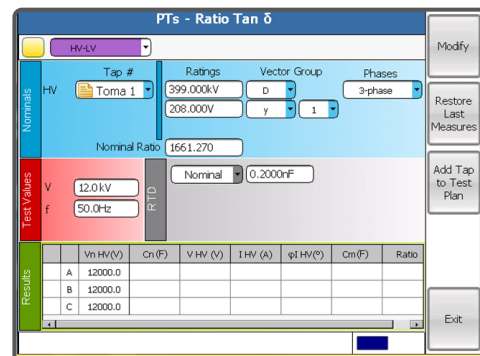 PTs - Ratio Tan δ
HV-LV
Modify
Nominals
Tap #
Ratings
Vector Group
Phases
HV
Toma 1
399.000kV
D
3-phase
208.000V
y
1
Nominal Ratio
1661.270
Restore
Last
Measures
Test Values
V
12.0 kV
f
50.0Hz
RTD
Nominal
0.2000nF
Add Tap
to Test
Plan
Results
Vn HV(V) Cn (F) V HV (V) I HV (A) φI HV(º) Cm(F) Ratio
A 12000.0
B 12000.0
C 12000.0
Exit